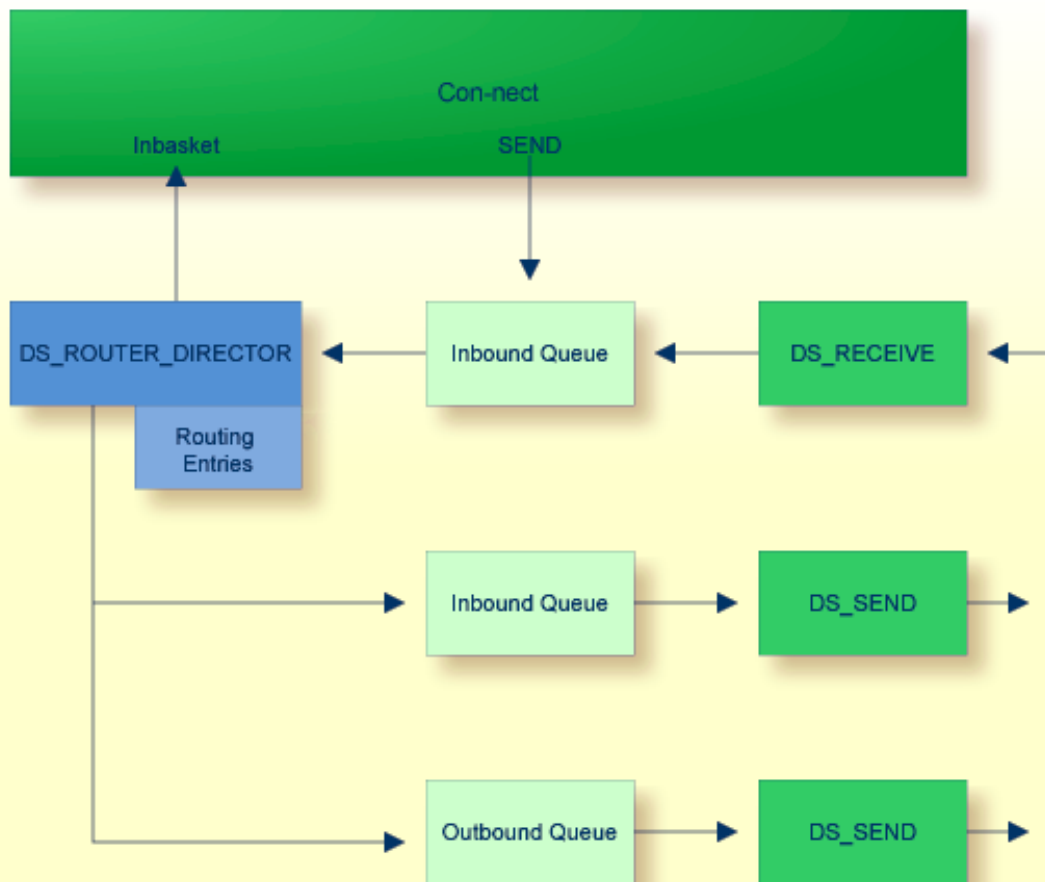 Con-nect
Inbasket
SEND
DS_ROUTER_DIRECTOR
Inbound Queue
DS_RECEIVE
Routing
Entries
Inbound Queue
DS_SEND
Outbound Queue
DS_SEND